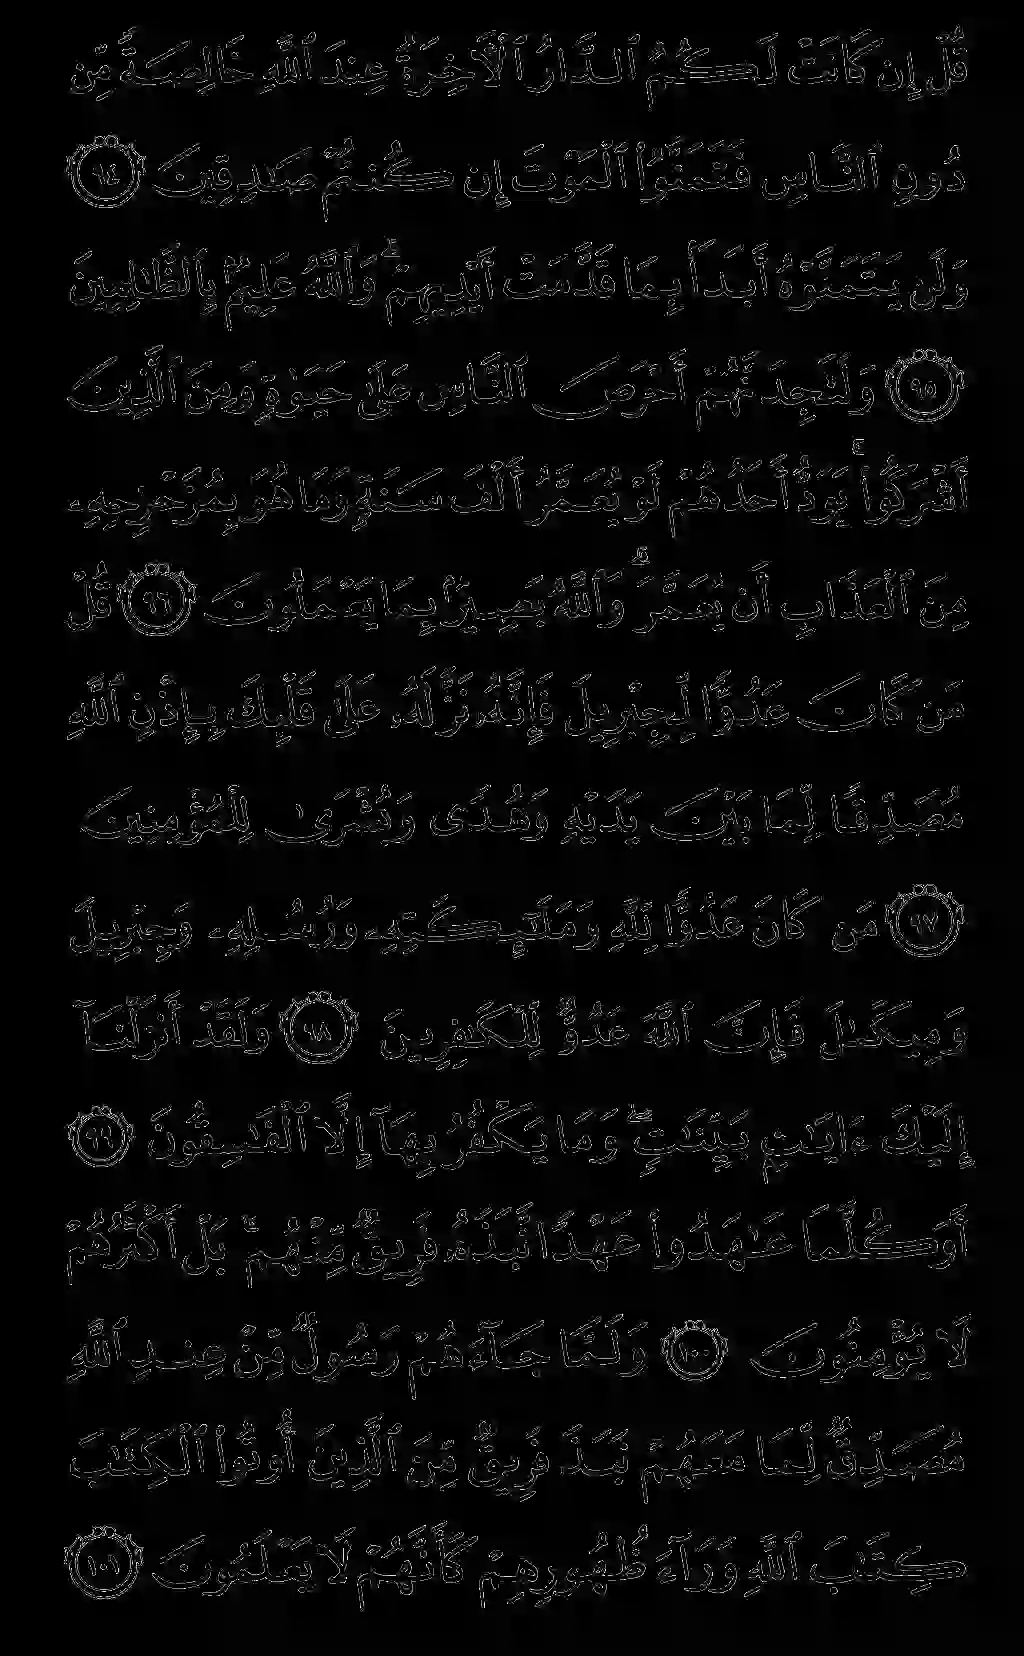 قُلْ إِن كَانَتْ لَكُمُ ٱلدَّارُ ٱلْأَخِرَةُ عِندَ ٱللَّهِ خَالِصَةً مِّن
دُونِ ٱلنَّاسِ فَتَمَنَّوُا۟ ٱلْمَوْتَ إِن كُنتُمْ صَـٰدِقِينَ ٩٤
وَلَن يَتَمَنَّوْهُ أَبَدًۢا بِمَا قَدَّمَتْ أَيْدِيهِمْ ۗ وَٱللَّهُ عَلِيمٌۢ بِٱلظَّـٰلِمِينَ
٩٥ وَلَتَجِدَنَّهُمْ أَحْرَصَ ٱلنَّاسِ عَلَىٰ حَيَوٰةٍ وَمِنَ ٱلَّذِينَ
أَشْرَكُوا۟ ۚ يَوَدُّ أَحَدُهُمْ لَوْ يُعَمَّرُ أَلْفَ سَنَةٍ وَمَا هُوَ بِمُزَحْزِحِهِۦ
مِنَ ٱلْعَذَابِ أَن يُعَمَّرَ ۗ وَٱللَّهُ بَصِيرٌۢ بِمَا يَعْمَلُونَ ٩٦ قُلْ
مَن كَانَ عَدُوًّا لِّجِبْرِيلَ فَإِنَّهُۥ نَزَّلَهُۥ عَلَىٰ قَلْبِكَ بِإِذْنِ ٱللَّهِ
مُصَدِّقًا لِّمَا بَيْنَ يَدَيْهِ وَهُدًى وَبُشْرَىٰ لِلْمُؤْمِنِينَ
٩٧ مَن كَانَ عَدُوًّا لِّلَّهِ وَمَلَـٰٓئِكَتِهِۦ وَرُسُلِهِۦ وَجِبْرِيلَ
وَمِيكَىٰلَ فَإِنَّ ٱللَّهَ عَدُوٌّ لِّلْكَـٰفِرِينَ ٩٨ وَلَقَدْ أَنزَلْنَآ
إِلَيْكَ ءَايَـٰتٍۭ بَيِّنَـٰتٍ ۖ وَمَا يَكْفُرُ بِهَآ إِلَّا ٱلْفَـٰسِقُونَ ٩٩
أَوَكُلَّمَا عَـٰهَدُوا۟ عَهْدًا نَّبَذَهُۥ فَرِيقٌ مِّنْهُم ۚ بَلْ أَكْثَرُهُمْ
لَا يُؤْمِنُونَ ١٠٠ وَلَمَّا جَآءَهُمْ رَسُولٌ مِّنْ عِندِ ٱللَّهِ
مُصَدِّقٌ لِّمَا مَعَهُمْ نَبَذَ فَرِيقٌ مِّنَ ٱلَّذِينَ أُوتُوا۟ ٱلْكِتَـٰبَ
كِتَـٰبَ ٱللَّهِ وَرَآءَ ظُهُورِهِمْ كَأَنَّهُمْ لَا يَعْلَمُونَ ١٠١